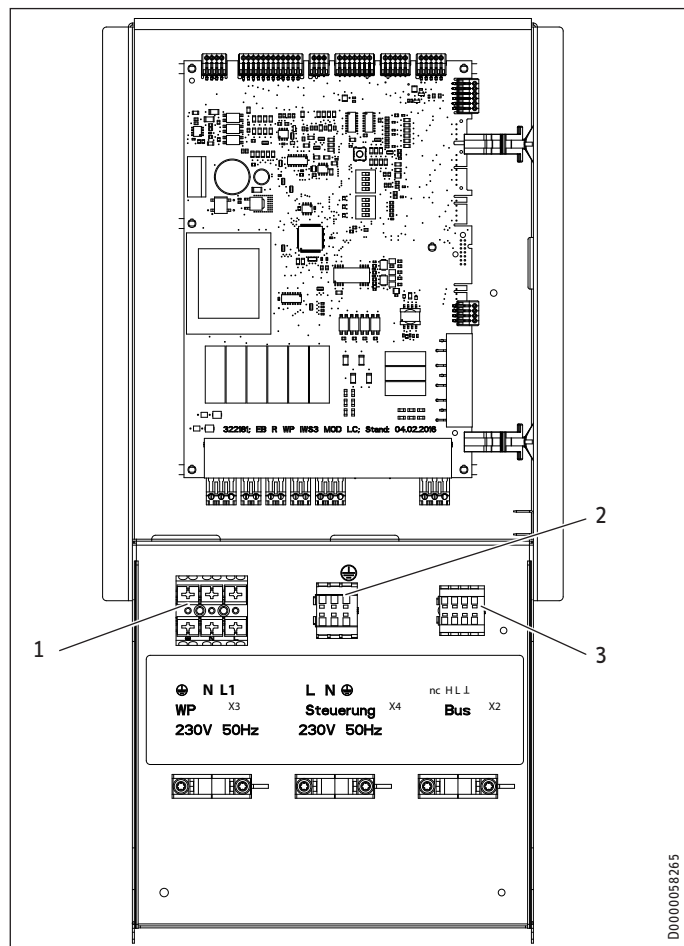 322161; EB R WP IWS3 MOD LC; Stand: 04.02.2016
2
1
3
N L1
WP X3
230V 50Hz
L N
Steuerung X4
230V 50Hz
nc H L ⊥
Bus X2
D0000058265